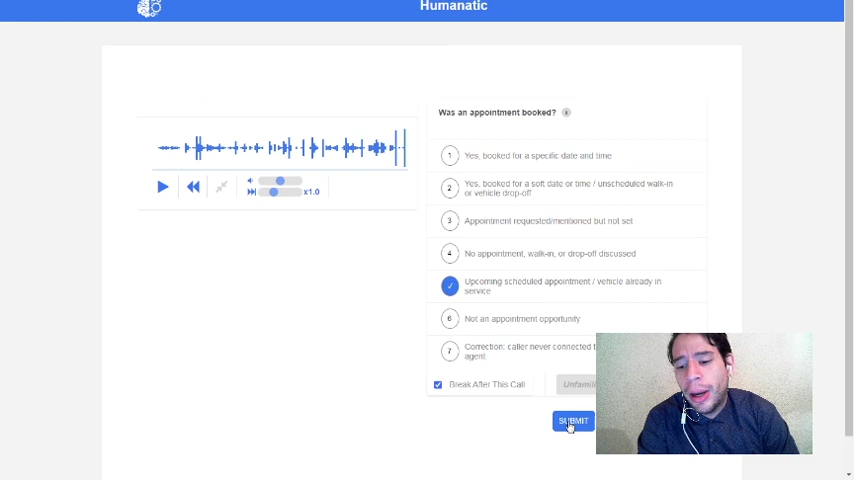 Humanatic
Was an appointment booked?
x1.0
1 Yes, booked for a specific date and time
2 Yes, booked for a soft date or time / unscheduled walk-in
or vehicle drop-off
3 Appointment requested/mentioned but not set
4 No appointment, walk-in, or drop-off discussed
Upcoming scheduled appointment / vehicle already in
service
6 Not an appointment opportunity
7 Correction: caller never connected
agent
Break After This Call
SUBMIT